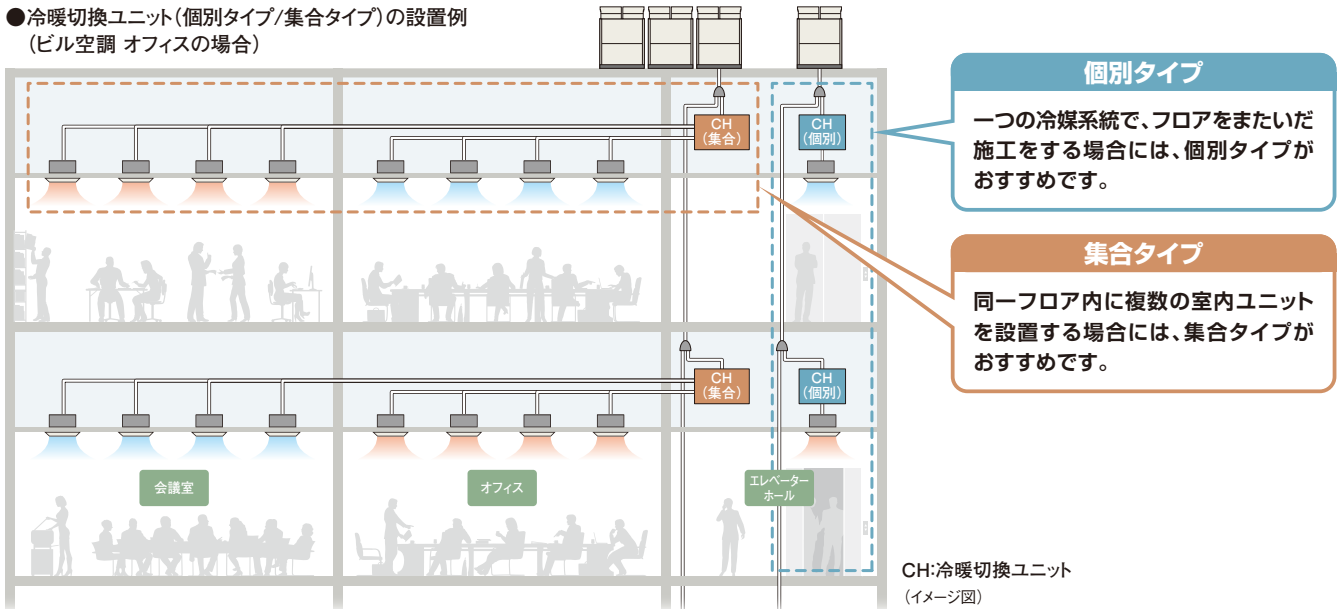 ●冷暖切換ユニット(個別タイプ/集合タイプ)の設置例
(ビル空調 オフィスの場合)
個別タイプ
一つの冷媒系統で、フロアをまたいだ
施工をする場合には、個別タイプが
おすすめです。
CH
(集合)
CH
(個別)
集合タイプ
同一フロア内に複数の室内ユニット
を設置する場合には、集合タイプが
おすすめです。
CH
(集合)
CH
(個別)
会議室
オフィス
エレベーター
ホール
CH:冷暖切換ユニット
(イメージ図)